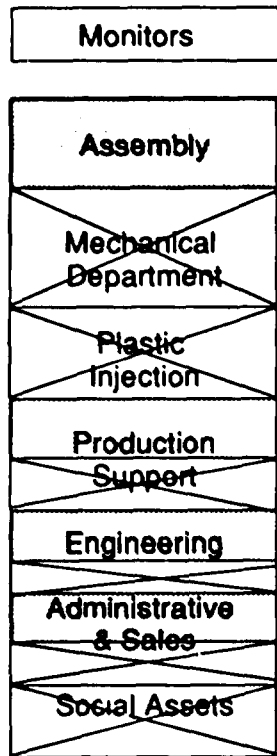 Monitors
Assembly
Mechanical
Department
Plastic
Injection
Production
Support
Engineering
Administrative
& Sales
Social Assets